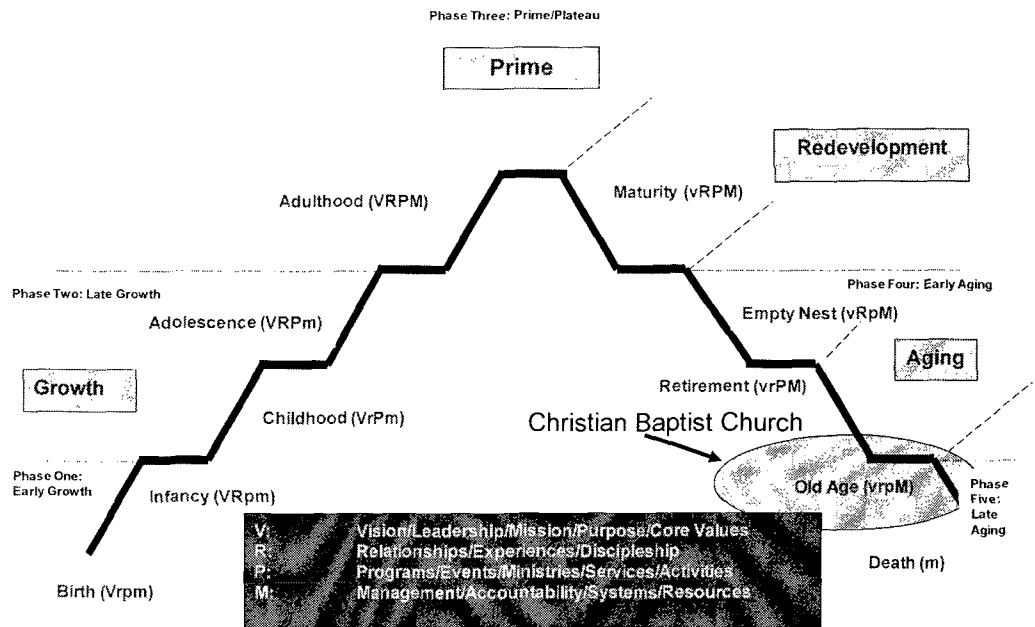 Phase Three: Prime/Plateau
Prime
Redevelopment
Adulthood (VRPM)
Maturity (vRPM)
Phase Two: Late Growth
Phase Four: Early Aging
Adolescence (VRPm)
Empty Nest (vRpM)
Growth
Aging
Retirement (vrPM)
Childhood (VrPm)
Christian Baptist Church
Phase One:
Early Growth
Infancy (VRpm)
Old Age (vrpM)
Phase
Five:
Late
Aging
V: Vision/Leadership/Mission/Purpose/Core Values
R: Relationships/Experiences/Discipleship
P: Programs/Events/Ministries/Services/Activities
M: Management/Accountability/Systems/Resources
Death (m)
Birth (Vrpm)